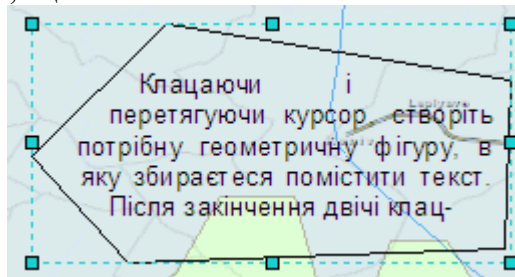 Клацаючи і
перетягуючи курсор створіть
потрібну геометричну фігуру, в
яку збираєтеся помістити текст.
Після закінчення двічі клац-